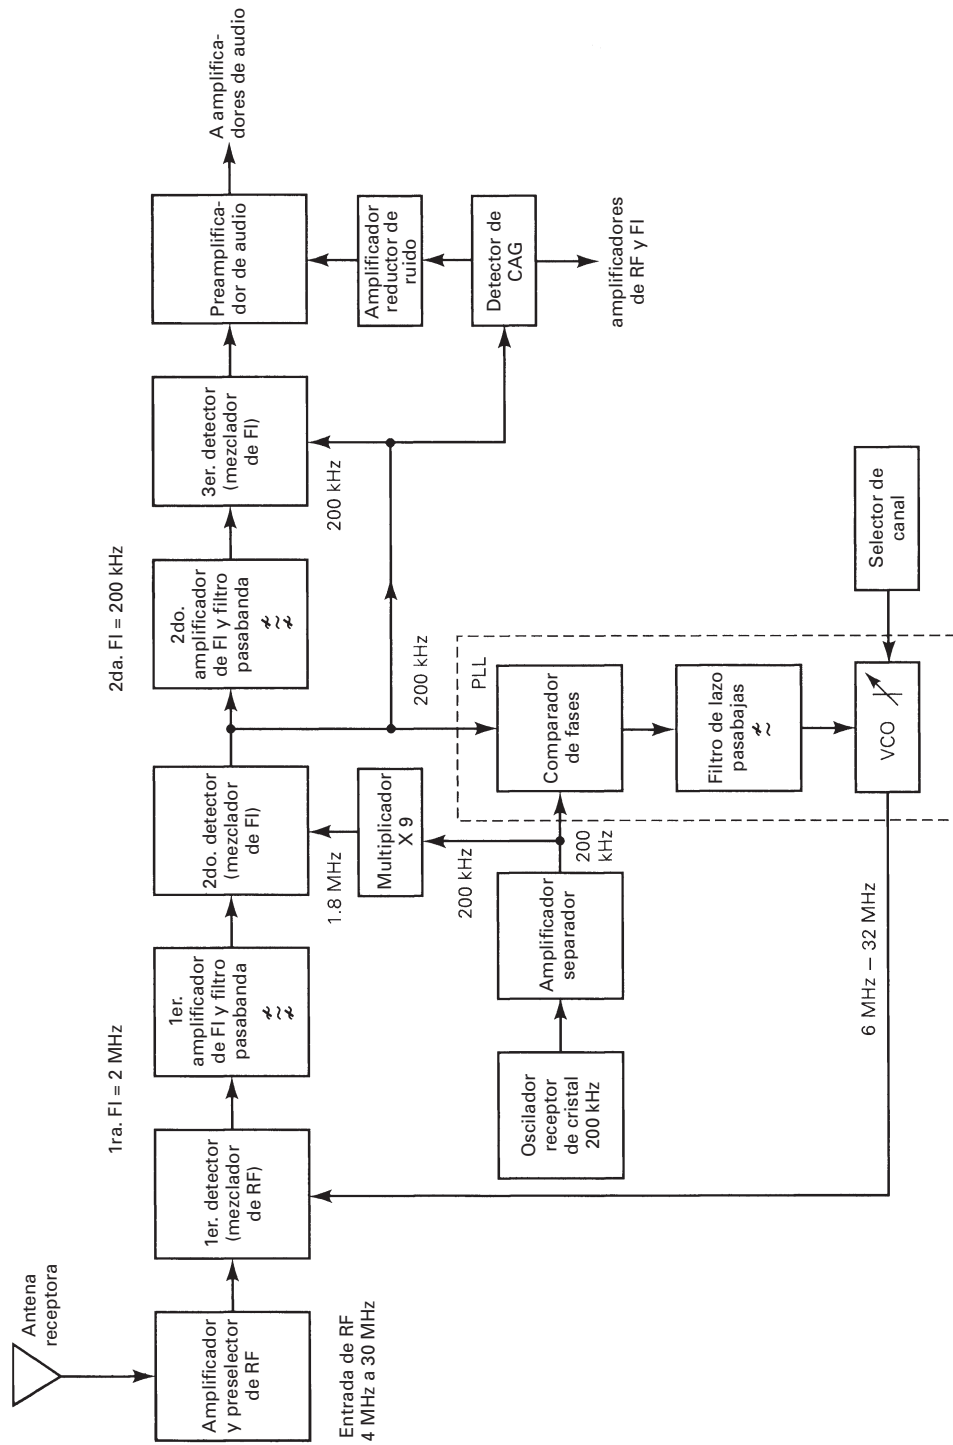 Antena
receptora
Amplificador
y preselector
de RF
Entrada de RF
4 MHz a 30 MHz
1er. detector
(mezclador
de RF)
1ra. FI = 2 MHz
1er.
amplificador
de FI y filtro
pasabanda
2do. detector
(mezclador
de FI)
2da. FI = 200 kHz
2do.
amplificador
de FI y filtro
pasabanda
3er. detector
(mezclador
de FI)
Preamplifica-
dor de audio
A amplifica-
dores de audio
1.8 MHz
Multiplicador
X 9
200 kHz
200 kHz
200 kHz
Amplificador
reductor de
ruido
Detector de
CAG
amplificadores
de RF y FI
Oscilador
receptor
de cristal
200 kHz
Amplificador
separador
200
kHz
PLL
Comparador
de fases
Filtro de lazo
pasabajas
VCO
Selector de
canal
6 MHz – 32 MHz